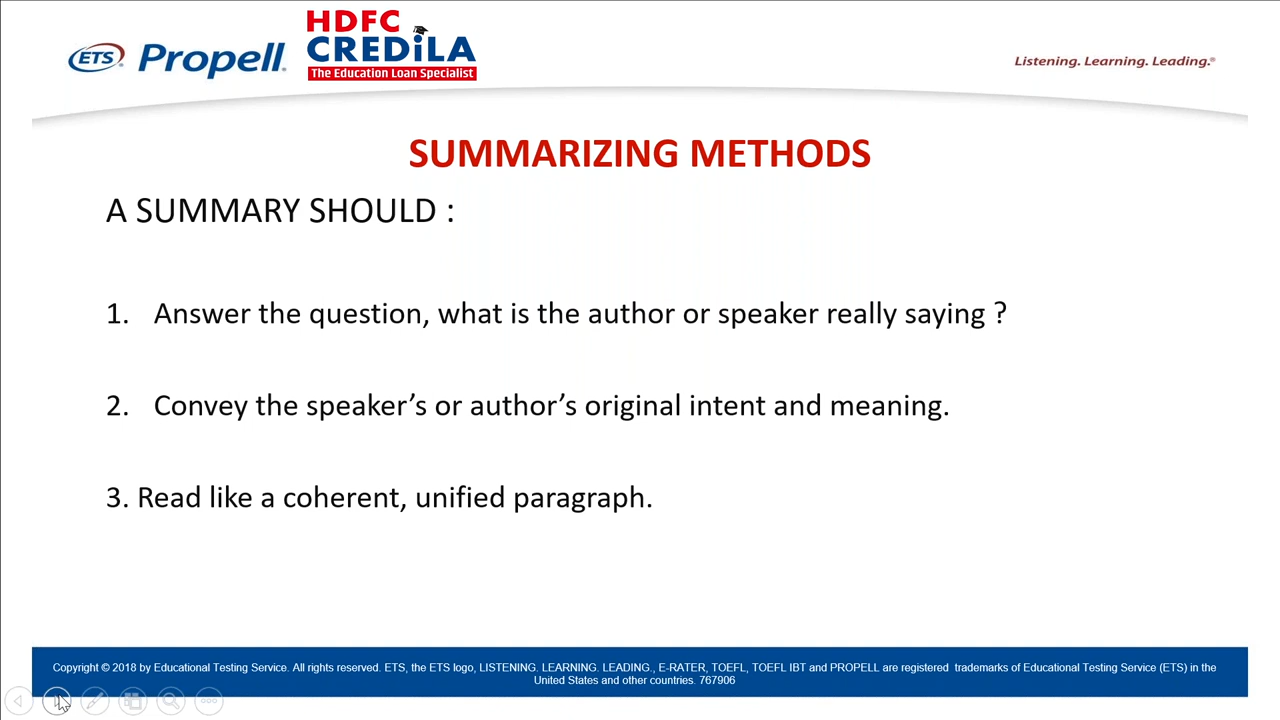 ETS Propell.
HDFC
CREDiLA
The Education Loan Specialist
Listening. Learning. Leading.®
SUMMARIZING METHODS
A SUMMARY SHOULD :
1. Answer the question, what is the author or speaker really saying ?
2. Convey the speaker’s or author’s original intent and meaning.
3. Read like a coherent, unified paragraph.
Copyright © 2018 by Educational Testing Service. All rights reserved. ETS, the ETS logo, LISTENING. LEARNING. LEADING., E-RATER, TOEFL, TOEFL IBT and PROPELL are registered trademarks of Educational Testing Service (ETS) in the
United States and other countries. 767906